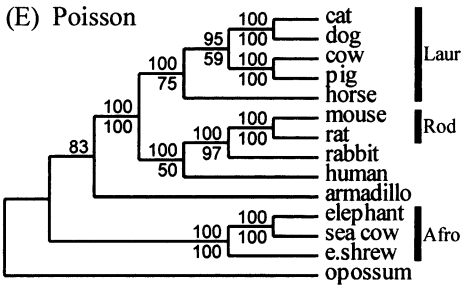 (E) Poisson
100 cat
100 dog
95
59
100 cow
100 pig
Laur
100
75
horse
100
100
100 mouse
100 rat
Rod
100
97
rabbit
100
50
human
83
armadillo
100 elephant
100 sea cow
Afro
100
100
e.shrew
opossum